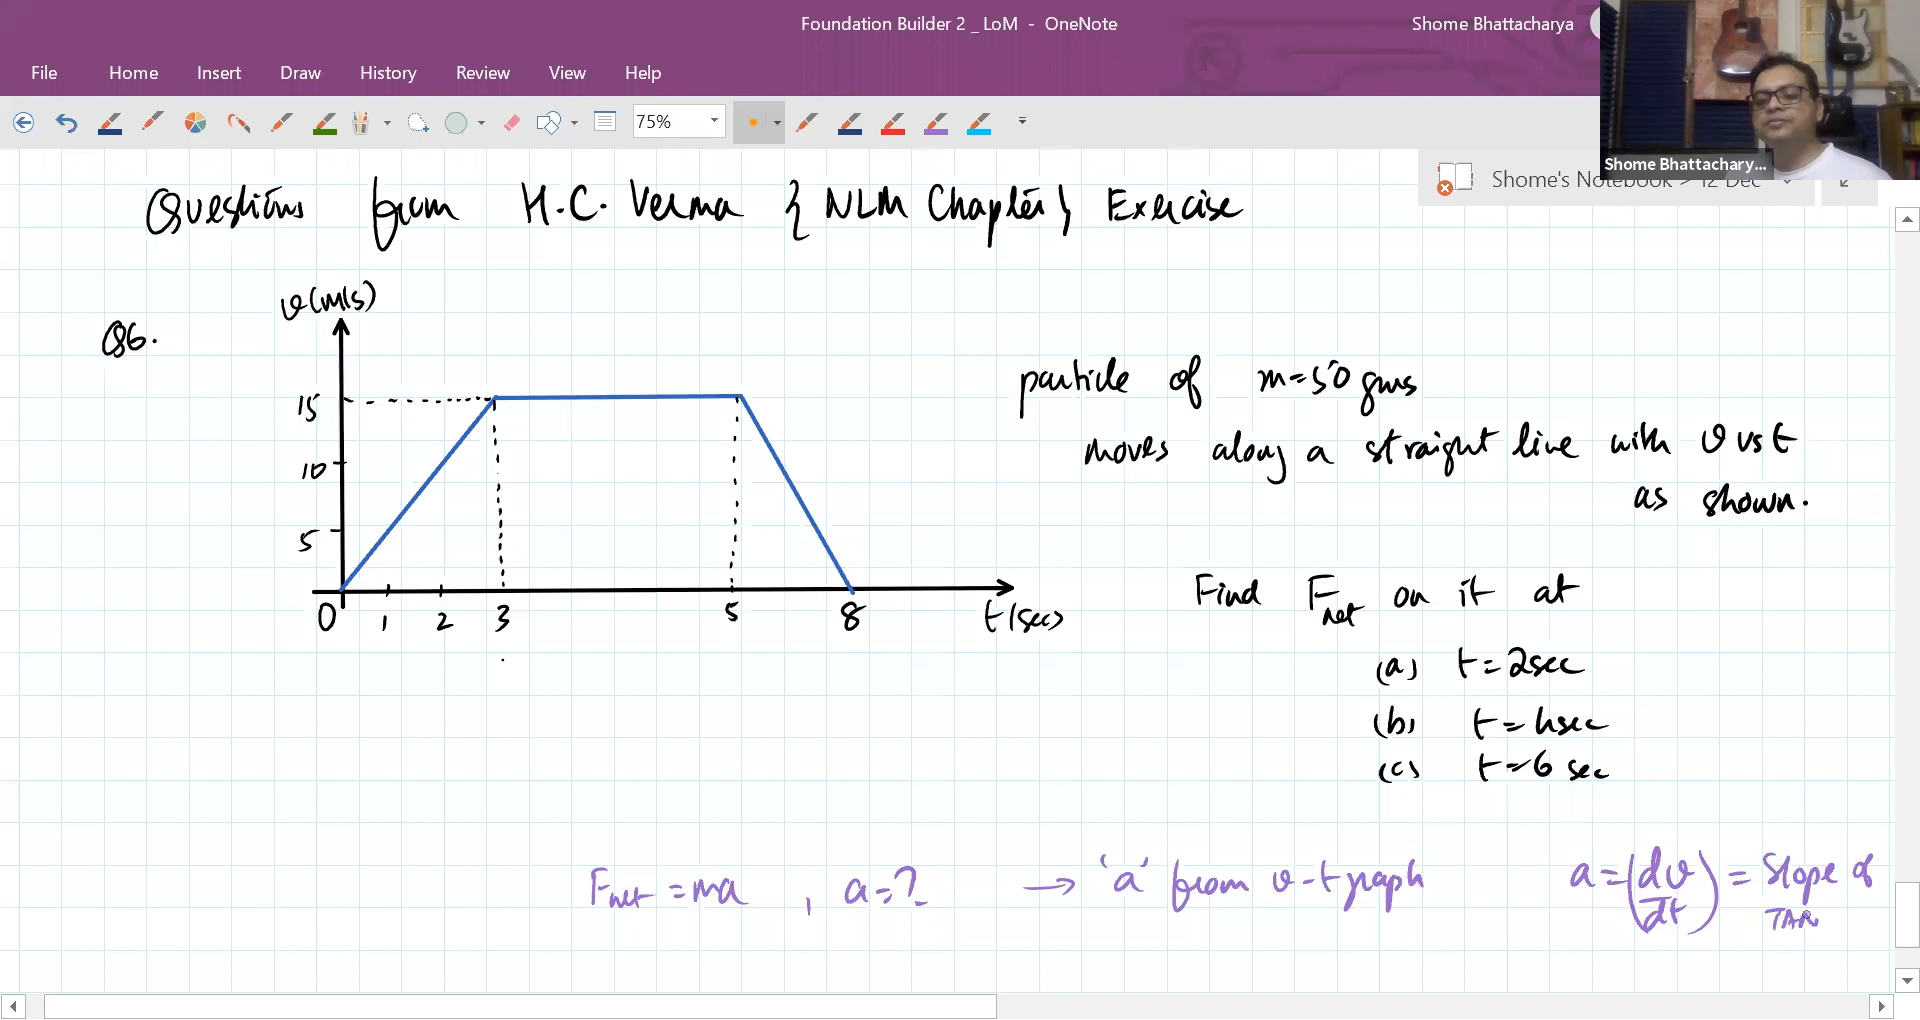 Foundation Builder 2 _ LoM - OneNote
Shome Bhattacharya
File Home Insert Draw History Review View Help
75%
Shome Bhattachary...
Shome's Notebook > 12 Dec
Questions from H.C. Verma { NLM Chapter } Exercise
Q6.
v(m/s)
15
10
5
0 1 2 3 5 8 t(sec)
particle of m=50 gms
moves along a straight line with v vs t
as shown.
Find Fnet on it at
(a) t=2sec
(b) t=4sec
(c) t=6 sec
Fnet = ma , a=? → 'a' from v-t graph a=(dv/dt) = Slope of
TAN